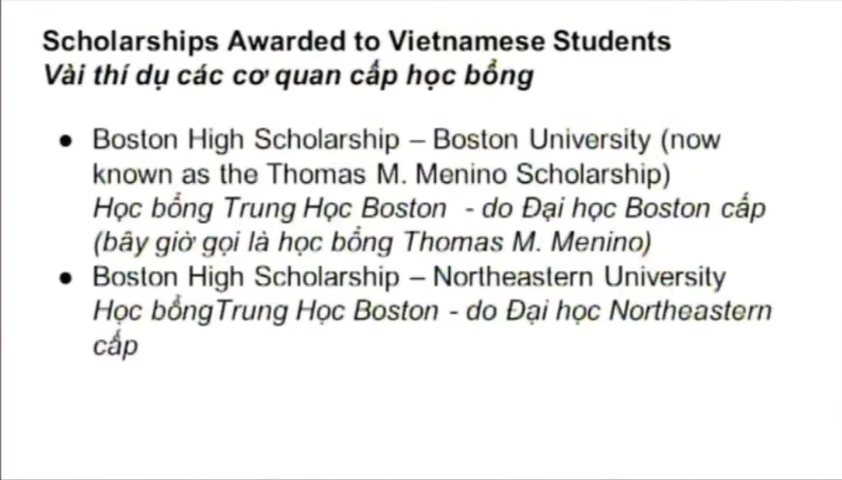 Scholarships Awarded to Vietnamese Students
Vài thí dụ các cơ quan cấp học bổng
● Boston High Scholarship – Boston University (now
known as the Thomas M. Menino Scholarship)
Học bổng Trung Học Boston - do Đại học Boston cấp
(bây giờ gọi là học bổng Thomas M. Menino)
● Boston High Scholarship – Northeastern University
Học bổngTrung Học Boston - do Đại học Northeastern
cấp